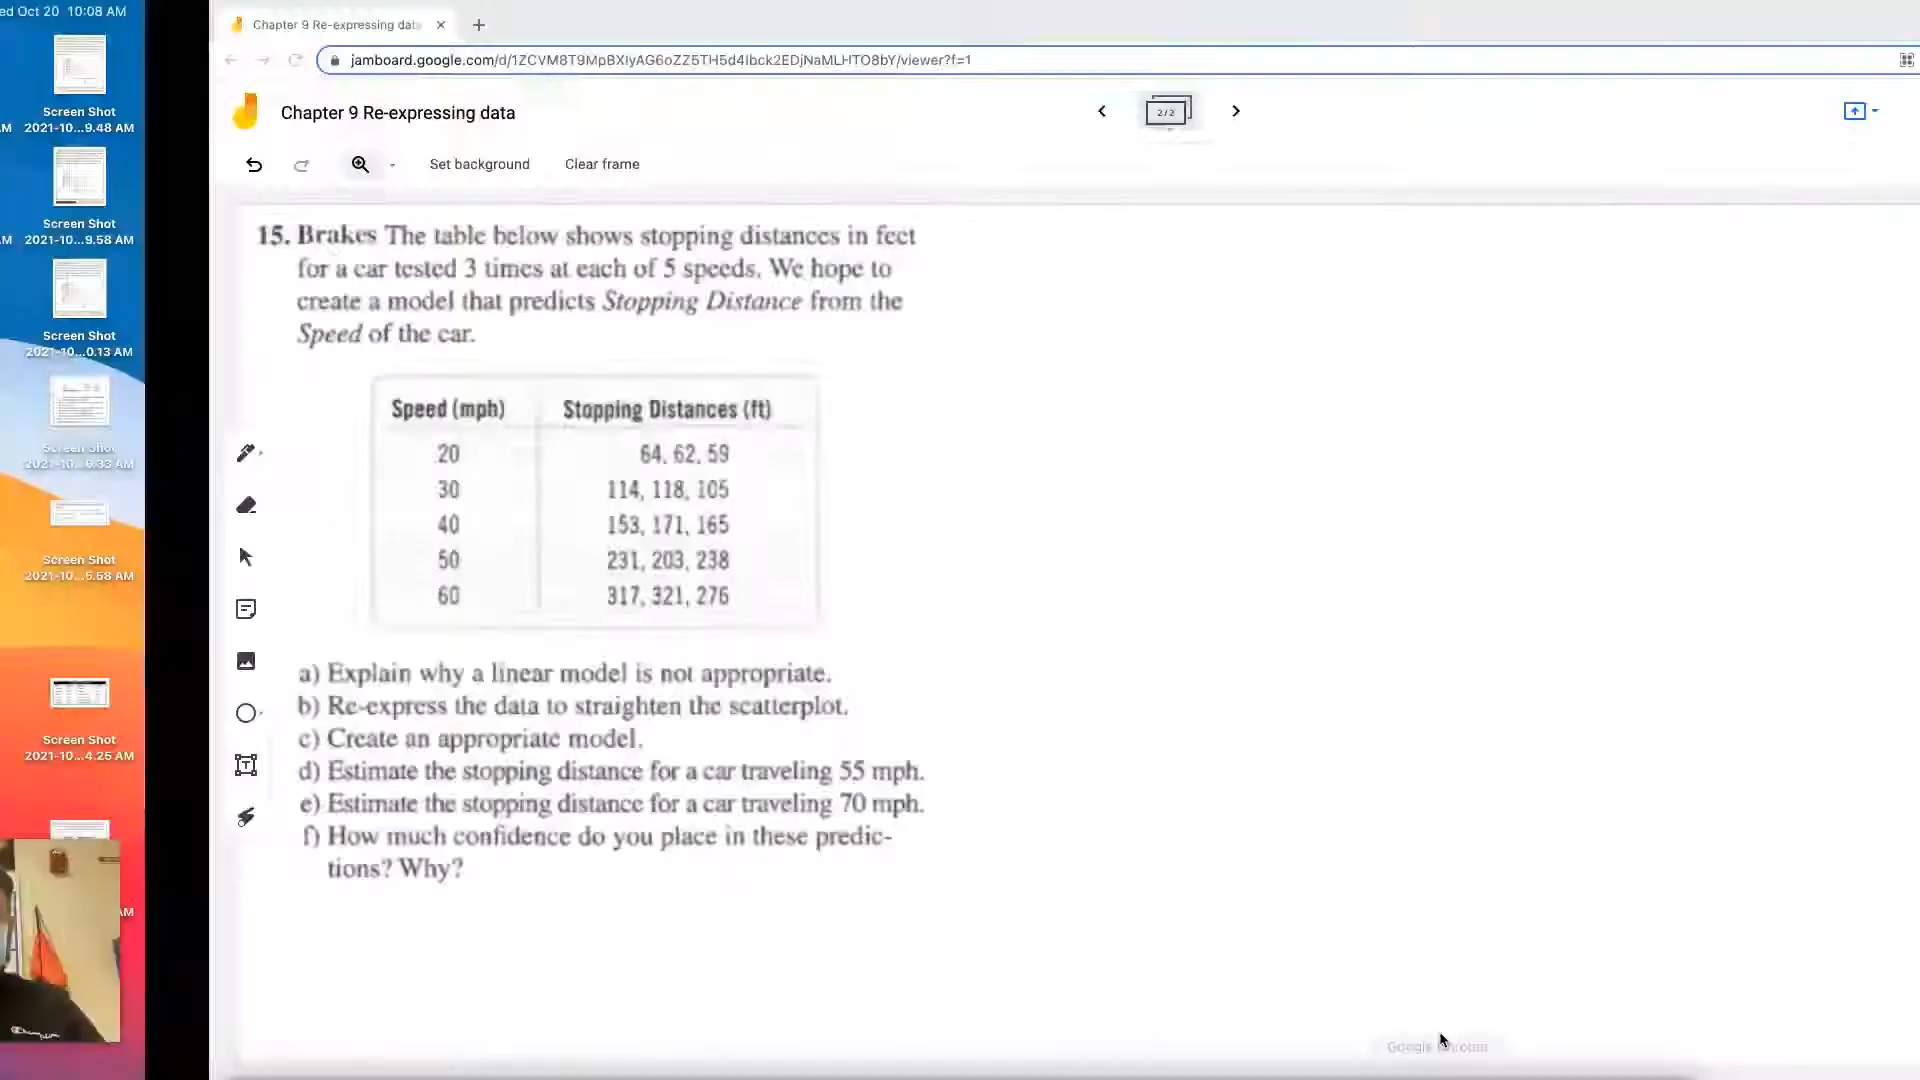 ed Oct 20 10:08 AM
Screen Shot
2021-10...9.48 AM
M
Screen Shot
2021-10...9.58 AM
M
Screen Shot
2021-10...0.13 AM
Screen Shot
Screen Shot
2021-10...5.58 AM
Screen Shot
2021-10...4.25 AM
AM
Chapter 9 Re-expressing dat
jamboard.google.com/d/1ZCVM8T9MpBXIyAG6oZZ5TH5d4Ibck2EDjNaMLHTO8bY/viewer?f=1
Chapter 9 Re-expressing data
2/2
Set background
Clear frame
15. Brakes The table below shows stopping distances in feet
for a car tested 3 times at each of 5 speeds. We hope to
create a model that predicts Stopping Distance from the
Speed of the car.
Speed (mph) Stopping Distances (ft)
20 64, 62, 59
30 114, 118, 105
40 153, 171, 165
50 231, 203, 238
60 317, 321, 276
a) Explain why a linear model is not appropriate.
b) Re-express the data to straighten the scatterplot.
c) Create an appropriate model.
d) Estimate the stopping distance for a car traveling 55 mph.
e) Estimate the stopping distance for a car traveling 70 mph.
f) How much confidence do you place in these predic-
tions? Why?
Google Chrome
Champion